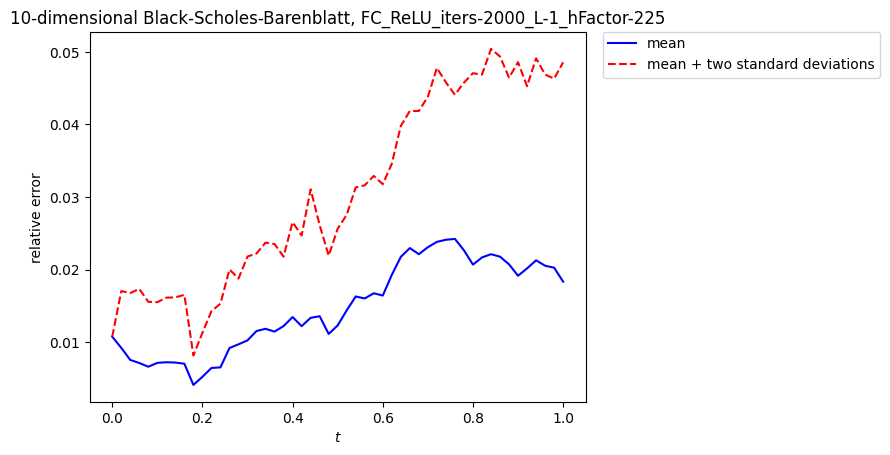 10-dimensional Black-Scholes-Barenblatt, FC_ReLU_iters-2000_L-1_hFactor-225
mean
mean + two standard deviations
0.05
0.04
0.03
0.02
0.01
relative error
0.0 0.2 0.4 0.6 0.8 1.0
t